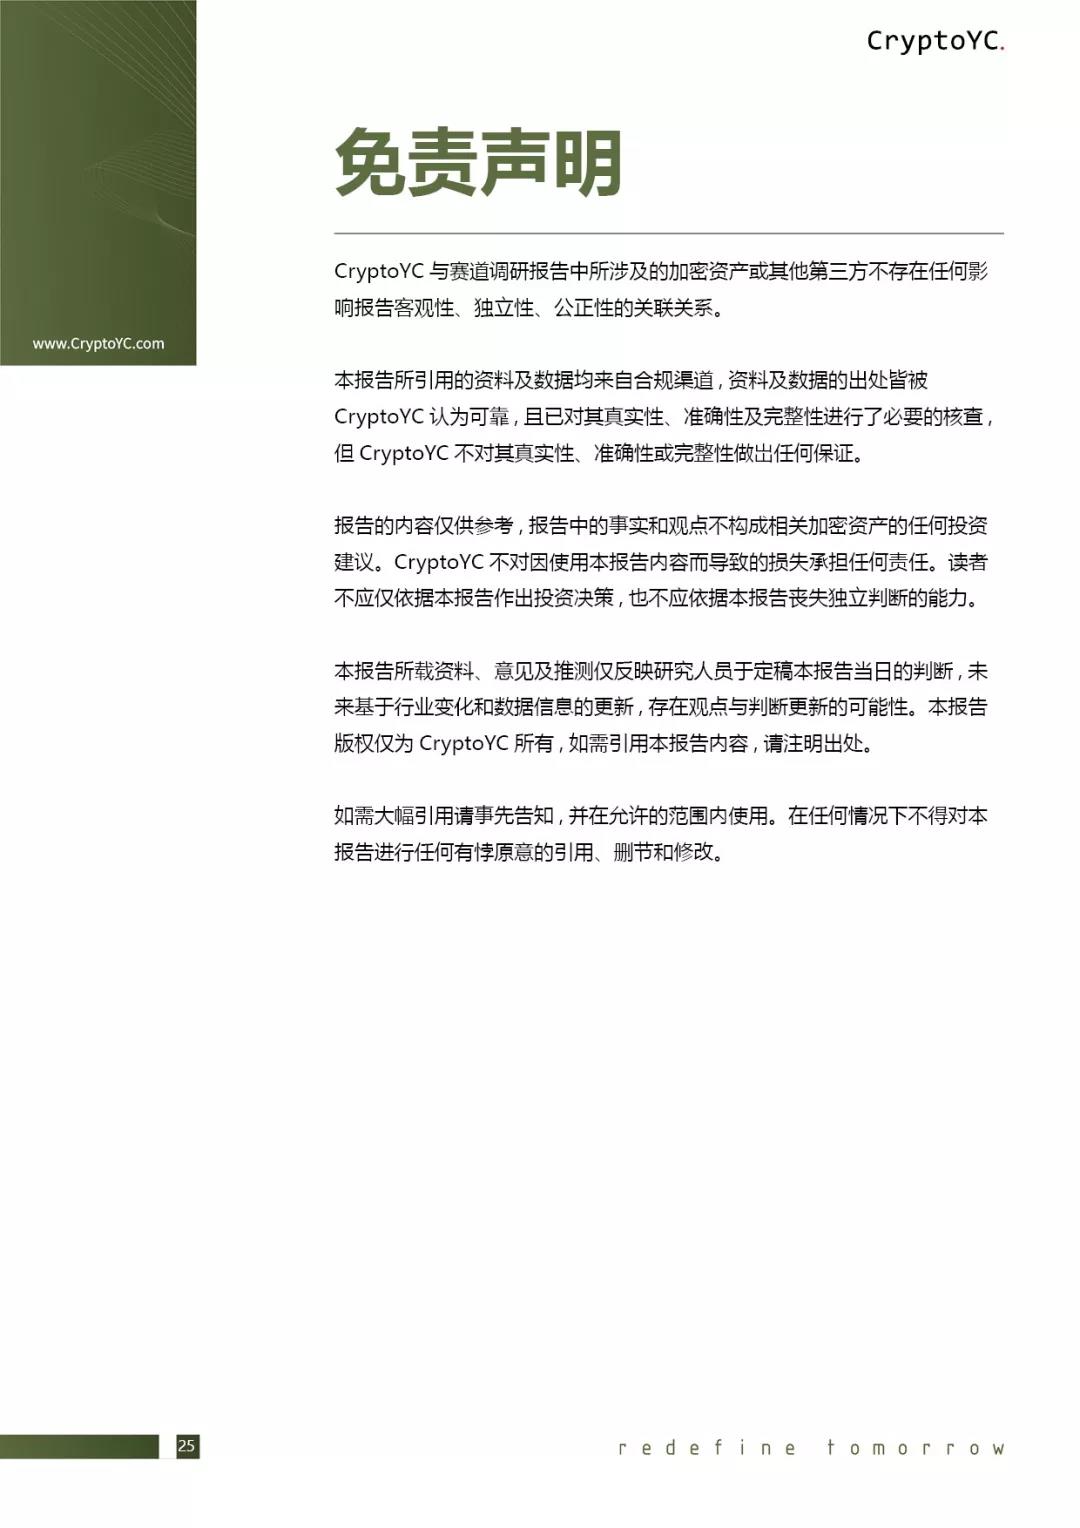 CryptoYC.
免责声明
www.CryptoYC.com
CryptoYC 与赛道调研报告中所涉及的加密资产或其他第三方不存在任何影
响报告客观性、独立性、公正性的关联关系。
本报告所引用的资料及数据均来自合规渠道，资料及数据的出处皆被
CryptoYC 认为可靠，且已对其真实性、准确性及完整性进行了必要的核查，
但 CryptoYC 不对其真实性、准确性或完整性做出任何保证。
报告的内容仅供参考，报告中的事实和观点不构成相关加密资产的任何投资
建议。CryptoYC 不对因使用本报告内容而导致的损失承担任何责任。读者
不应仅依据本报告作出投资决策，也不应依据本报告丧失独立判断的能力。
本报告所载资料、意见及推测仅反映研究人员于定稿本报告当日的判断，未
来基于行业变化和数据信息的更新，存在观点与判断更新的可能性。本报告
版权仅为 CryptoYC 所有，如需引用本报告内容，请注明出处。
如需大幅引用请事先告知，并在允许的范围内使用。在任何情况下不得对本
报告进行任何有悖原意的引用、删节和修改。
25
redefine tomorrow